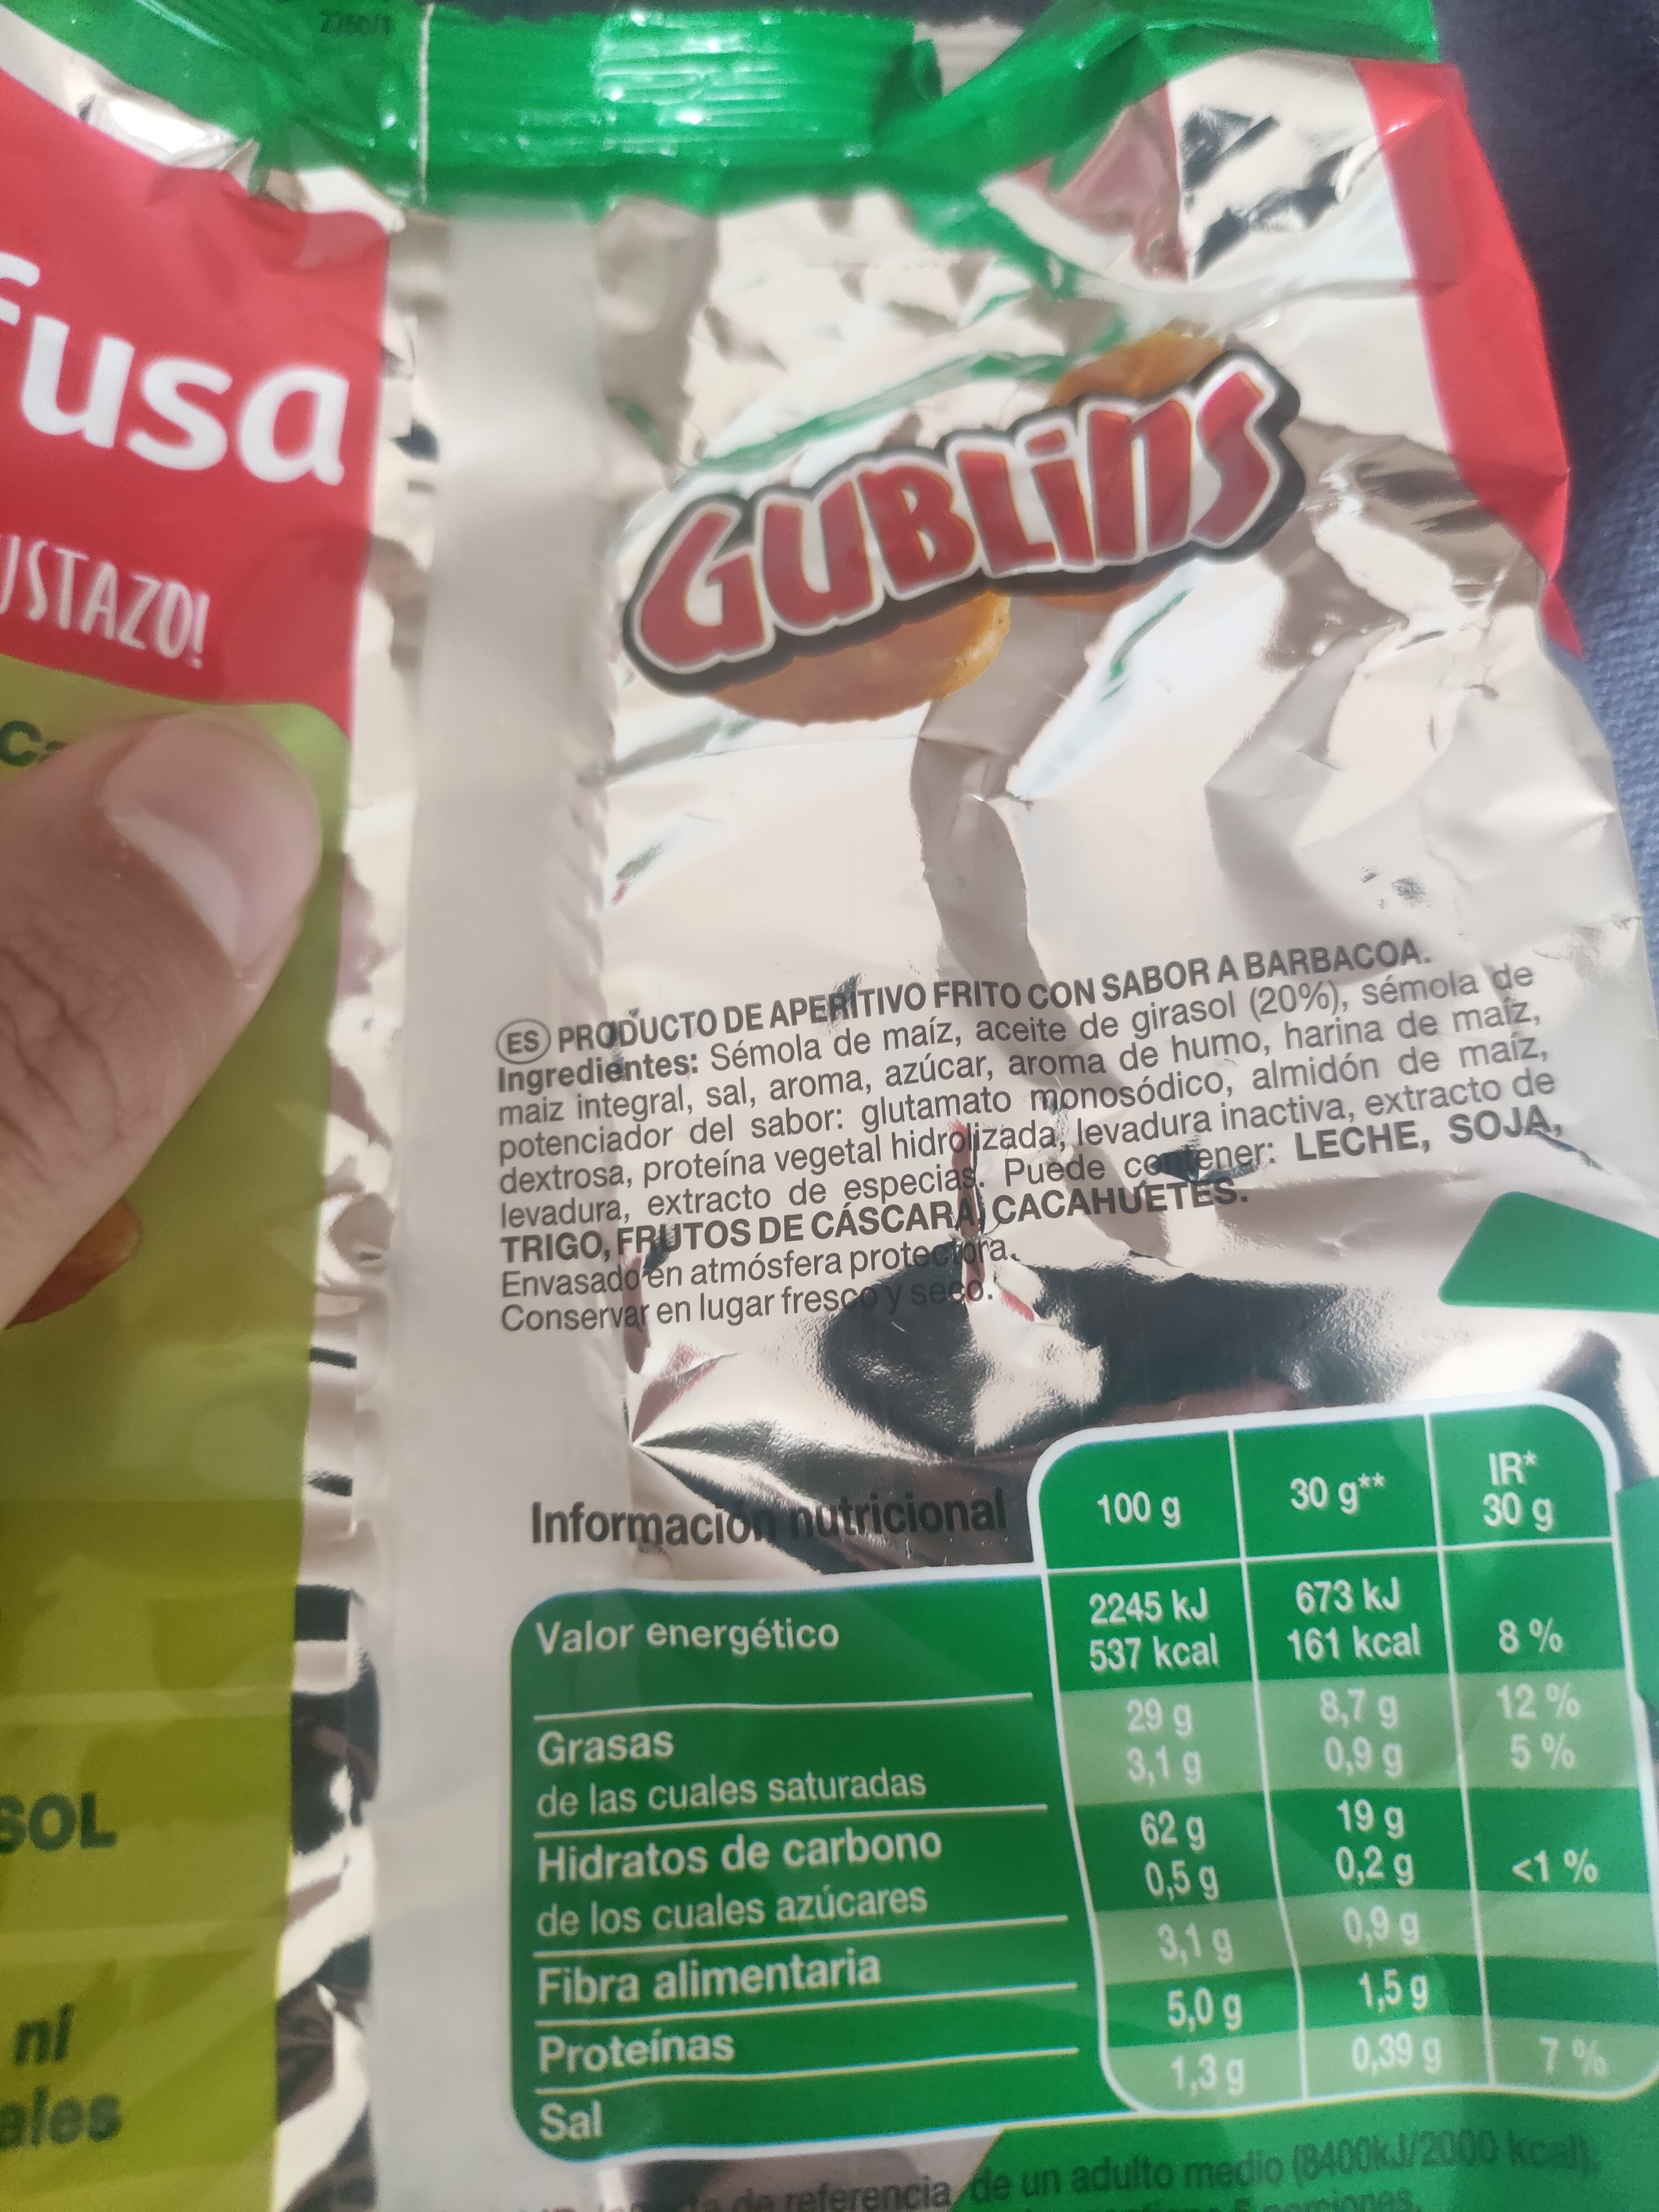 fusa
USTAZO!
SOL
ni
ales
GUBLiNS
ES PRODUCTO DE APERITIVO FRITO CON SABOR A BARBACOA.
Ingredientes: Sémola de maíz, aceite de girasol (20%), sémola de
maiz integral, sal, aroma, azúcar, aroma de humo, harina de maíz,
potenciador del sabor: glutamato monosódico, almidón de maíz,
dextrosa, proteína vegetal hidrolizada, levadura inactiva, extracto de
levadura, extracto de especias. Puede contener: LECHE, SOJA,
TRIGO, FRUTOS DE CÁSCARA, CACAHUETES.
Envasado en atmósfera protectora.
Conservar en lugar fresco y seco.
Información nutricional 100 g 30 g** IR* 30 g
Valor energético 2245 kJ 537 kcal 673 kJ 161 kcal 8 %
Grasas 29 g 8,7 g 12 %
de las cuales saturadas 3,1 g 0,9 g 5 %
Hidratos de carbono 62 g 19 g
de los cuales azúcares 0,5 g 0,2 g <1 %
Fibra alimentaria 3,1 g 0,9 g
Proteínas 5,0 g 1,5 g
Sal 1,3 g 0,39 g 7 %
de referencia de un adulto medio (8400kJ/2000 kcal).
5 porciones.